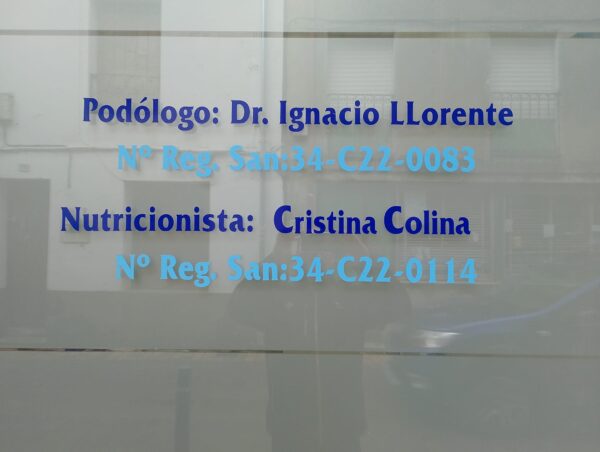 Podólogo: Dr. Ignacio LLorente
Nº Reg. San:34-C22-0083
Nutricionista: Cristina Colina
Nº Reg. San:34-C22-0114